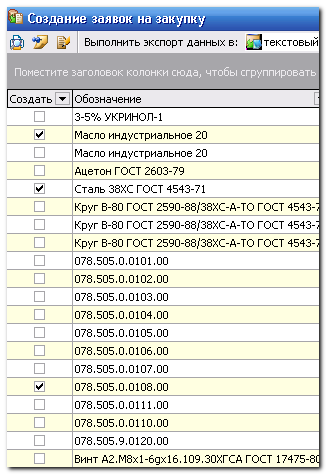 Создание заявок на закупку
Выполнить экспорт данных в: текстовый
Поместите заголовок колонки сюда, чтобы сгруппировать
Создать Обозначение
3-5% УКРИНОЛ-1
Масло индустриальное 20
Масло индустриальное 20
Ацетон ГОСТ 2603-79
Сталь 38ХС ГОСТ 4543-71
Круг В-80 ГОСТ 2590-88/38ХС-А-ТО ГОСТ 4543-7
Круг В-80 ГОСТ 2590-88/38ХС-А-ТО ГОСТ 4543-7
Круг В-80 ГОСТ 2590-88/38ХС-А-ТО ГОСТ 4543-7
078.505.0.0101.00
078.505.0.0102.00
078.505.0.0103.00
078.505.0.0104.00
078.505.0.0105.00
078.505.0.0106.00
078.505.0.0107.00
078.505.0.0108.00
078.505.0.0111.00
078.505.0.0110.00
078.505.9.0120.00
Винт А2.М8х1-6gх16.109.30ХГСА ГОСТ 17475-80